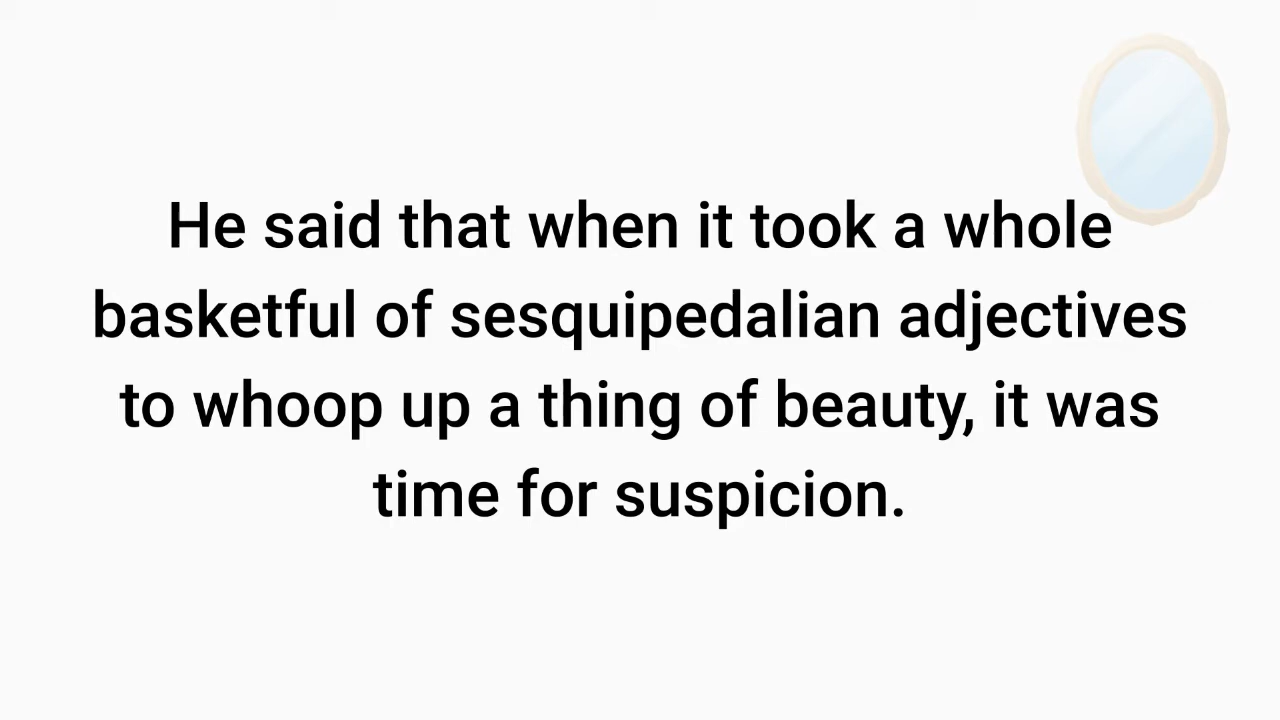 He said that when it took a whole
basketful of sesquipedalian adjectives
to whoop up a thing of beauty, it was
time for suspicion.